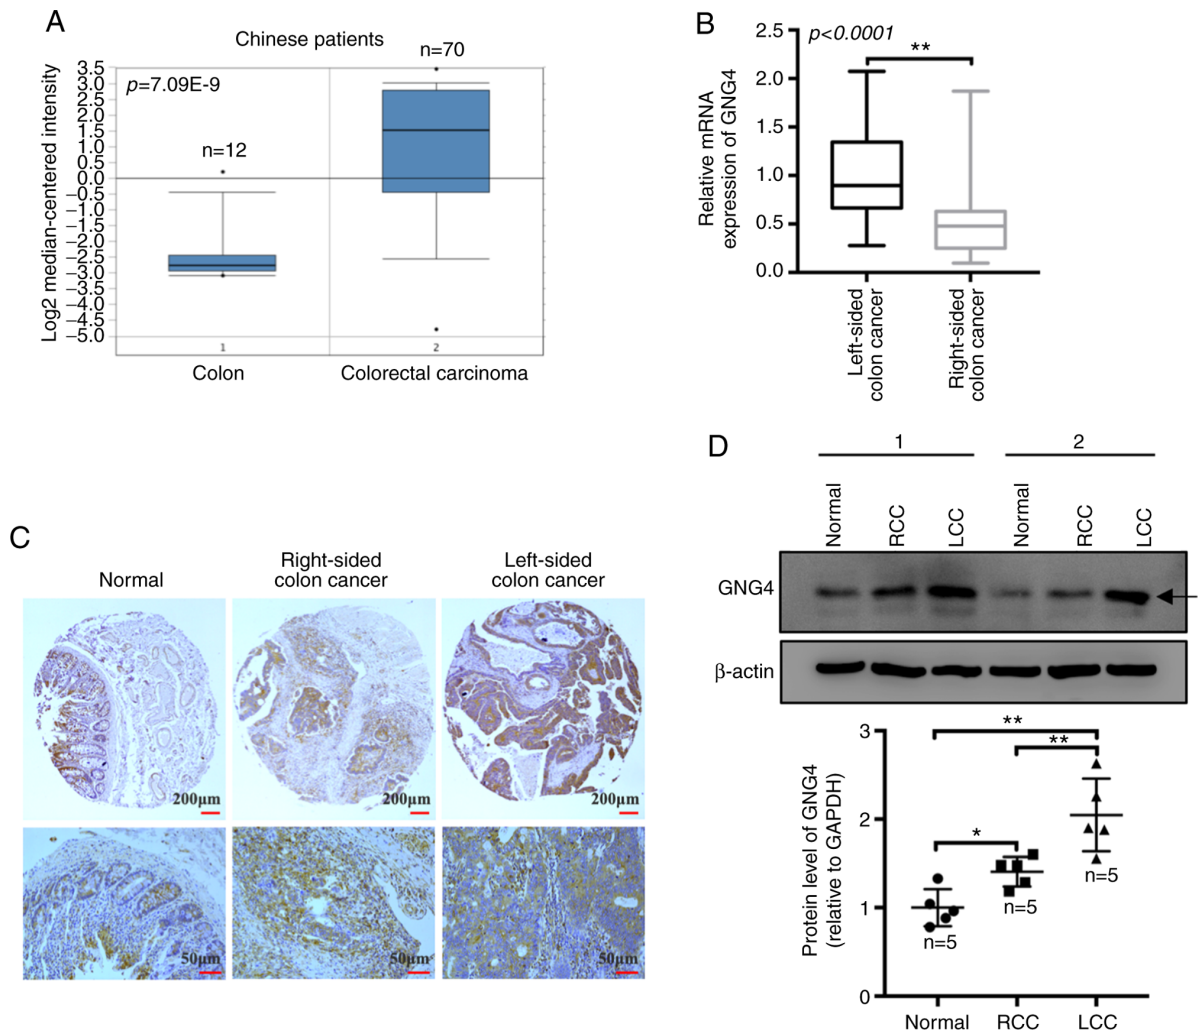 A
Chinese patients
n=70
p=7.09E-9
n=12
Log2 median-centered intensity
3.5
3.0
2.5
2.0
1.5
1.0
0.5
0.0
−0.5
−1.0
−1.5
−2.0
−2.5
−3.0
−3.5
−4.0
−4.5
−5.0
1
2
Colon
Colorectal carcinoma
B
p<0.0001
**
Relative mRNA
expression of GNG4
2.5
2.0
1.5
1.0
0.5
0.0
Left-sided
colon cancer
Right-sided
colon cancer
C
Normal
Right-sided
colon cancer
Left-sided
colon cancer
200µm
200µm
200µm
50µm
50µm
50µm
D
1
2
Normal
RCC
LCC
Normal
RCC
LCC
GNG4
β-actin
Protein level of GNG4
(relative to GAPDH)
3
2
1
0
**
**
*
n=5
n=5
n=5
Normal
RCC
LCC